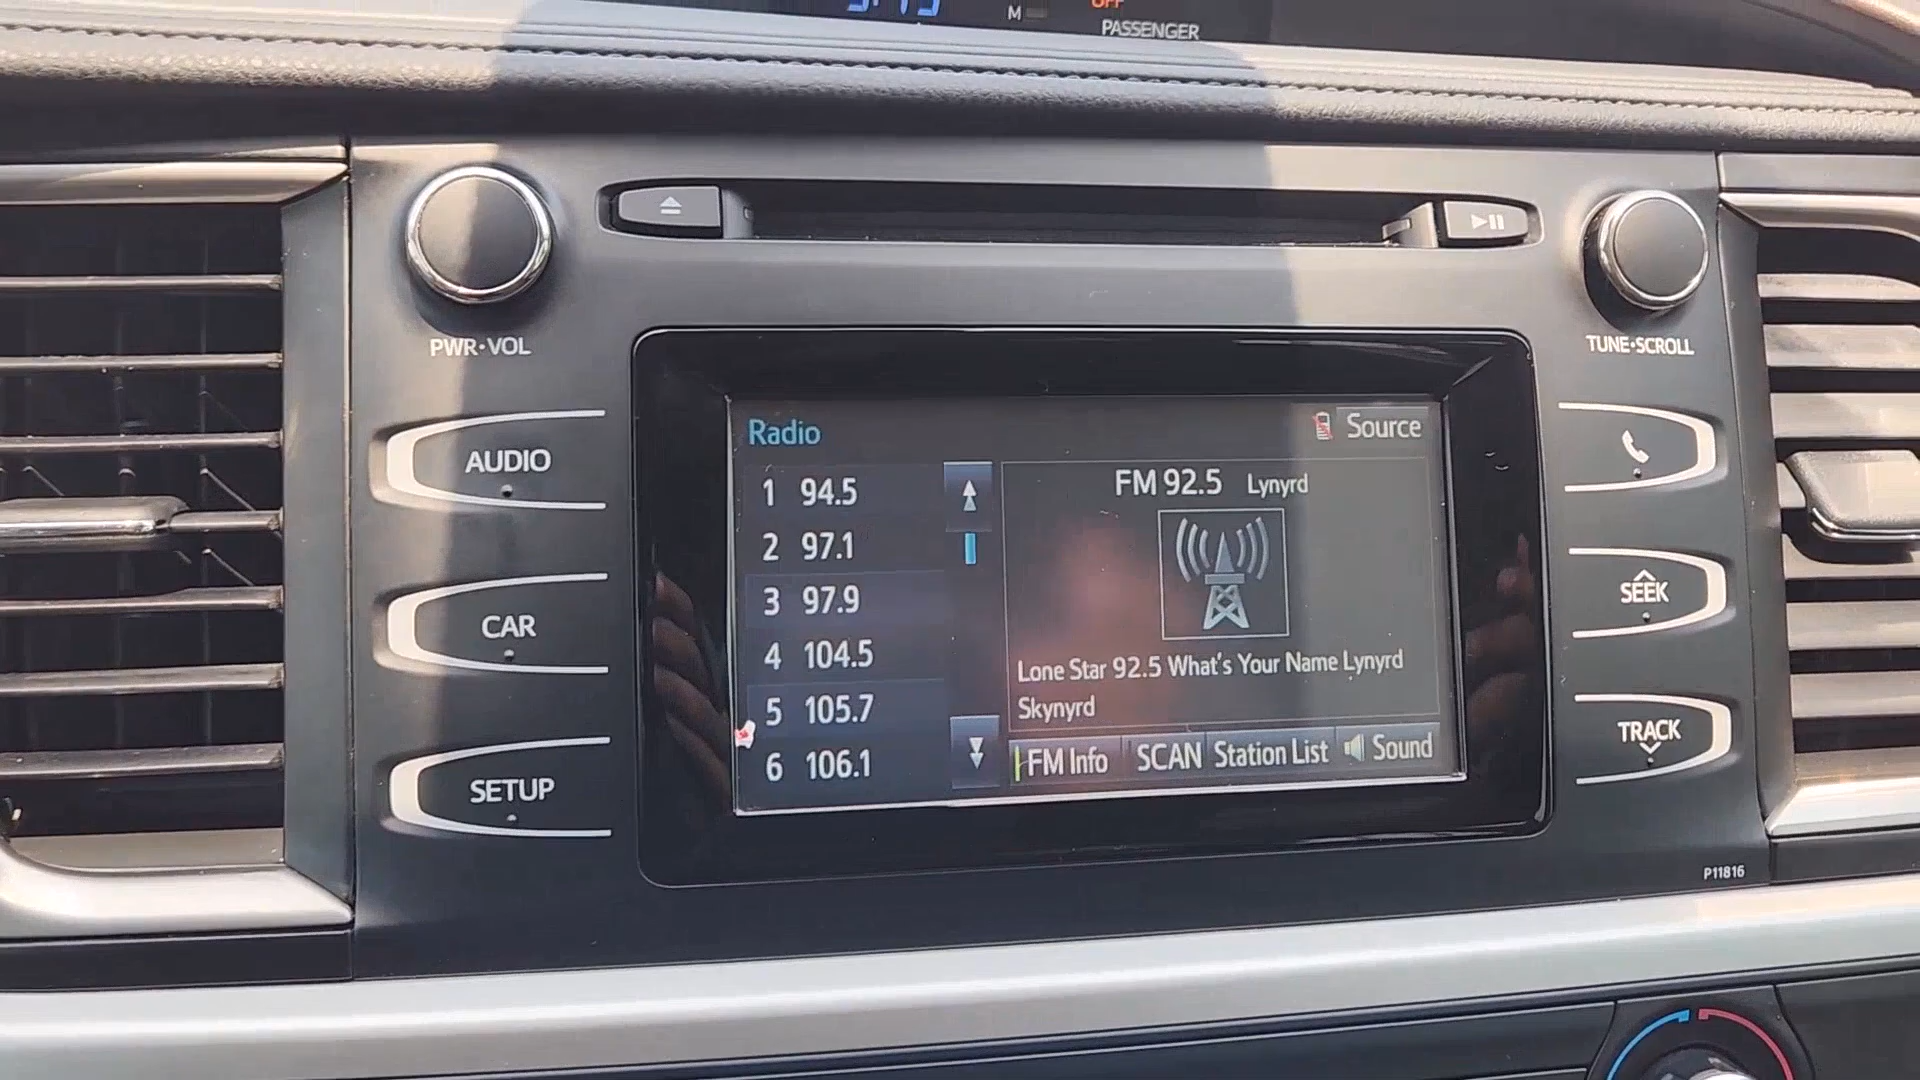 M
OFF
PASSENGER
PWR•VOL
TUNE•SCROLL
AUDIO
CAR
SETUP
Radio
Source
1 94.5
2 97.1
3 97.9
4 104.5
5 105.7
6 106.1
FM 92.5 Lynyrd
Lone Star 92.5 What's Your Name Lynyrd
Skynyrd
FM Info
SCAN
Station List
Sound
SEEK
TRACK
P11816